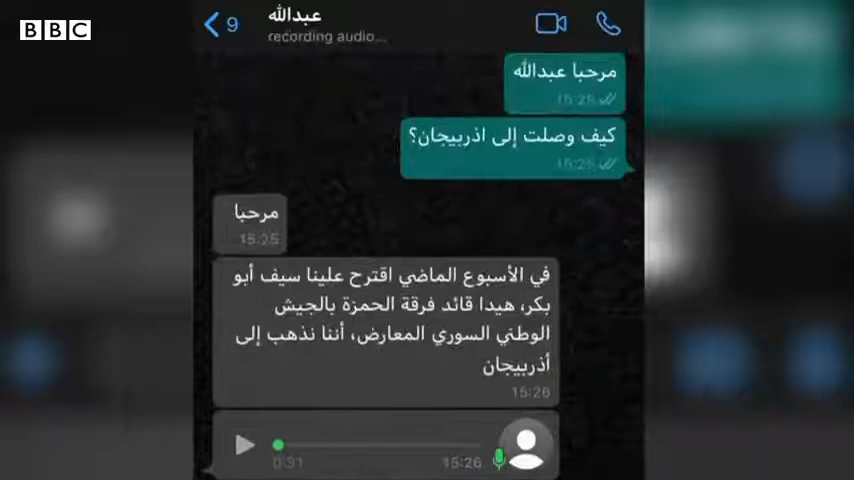 BBC
9
عبدالله
recording audio...
مرحبا عبدالله
15:25
كيف وصلت إلى اذربيجان؟
15:25
مرحبا
15:25
في الأسبوع الماضي اقترح علينا سيف أبو
بكر، هيدا قائد فرقة الحمزة بالجيش
الوطني السوري المعارض، أننا نذهب إلى
أذربيجان
15:26
0:31
15:26